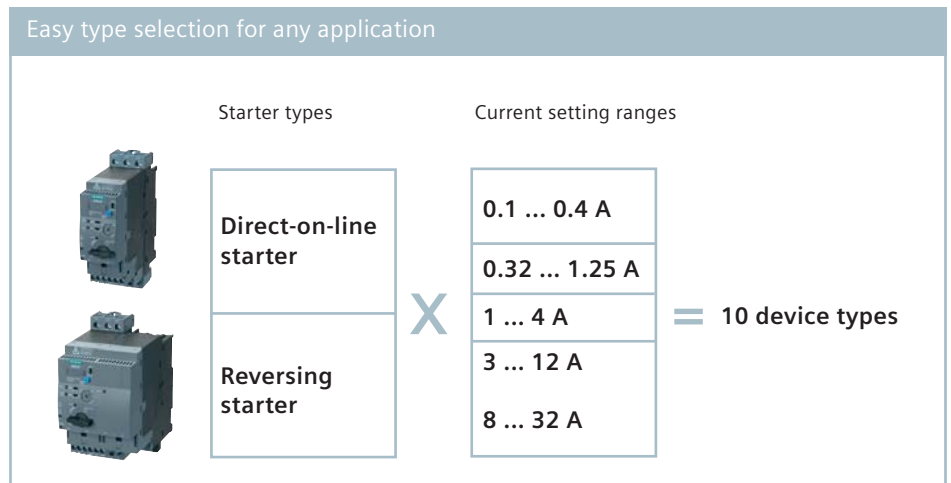 Easy type selection for any application
Starter types
Current setting ranges
Direct-on-line
starter
Reversing
starter
X
0.1 ... 0.4 A
0.32 ... 1.25 A
1 ... 4 A
3 ... 12 A
8 ... 32 A
= 10 device types